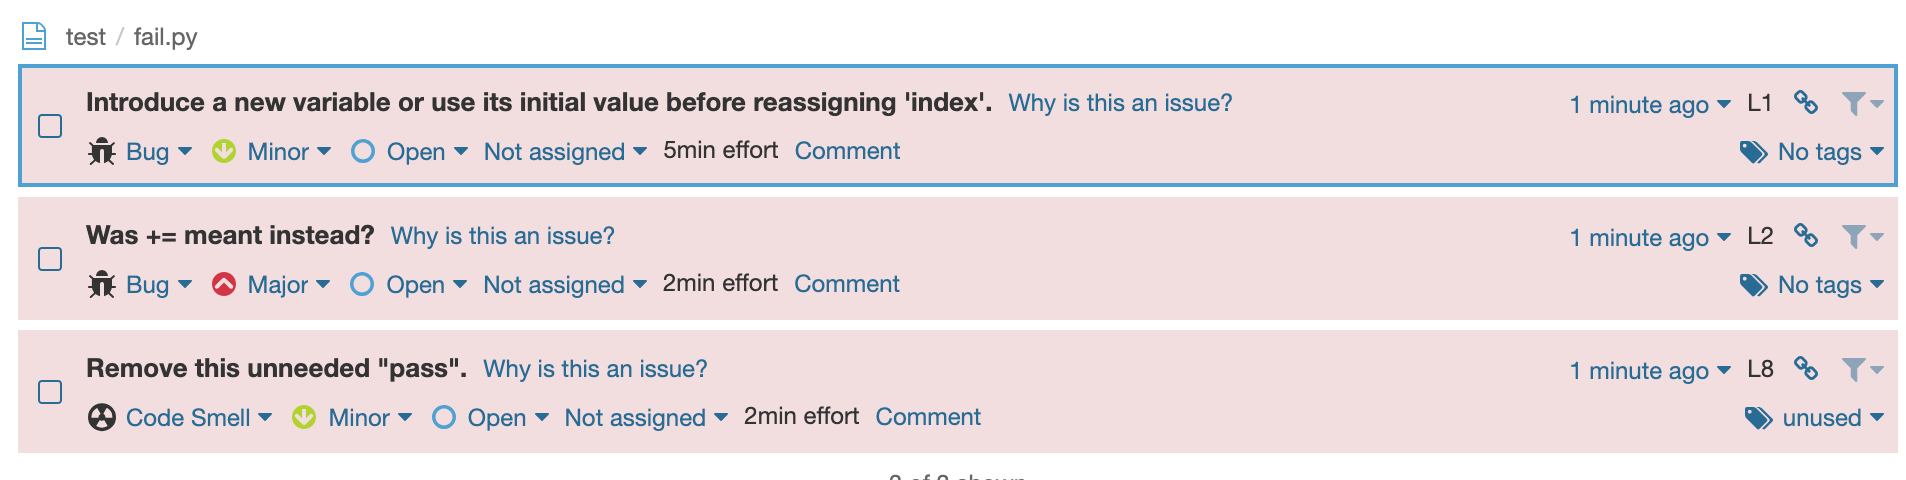 test / fail.py
Introduce a new variable or use its initial value before reassigning 'index'. Why is this an issue? 1 minute ago L1
Bug Minor Open Not assigned 5min effort Comment No tags
Was += meant instead? Why is this an issue? 1 minute ago L2
Bug Major Open Not assigned 2min effort Comment No tags
Remove this unneeded "pass". Why is this an issue? 1 minute ago L8
Code Smell Minor Open Not assigned 2min effort Comment unused
of shown